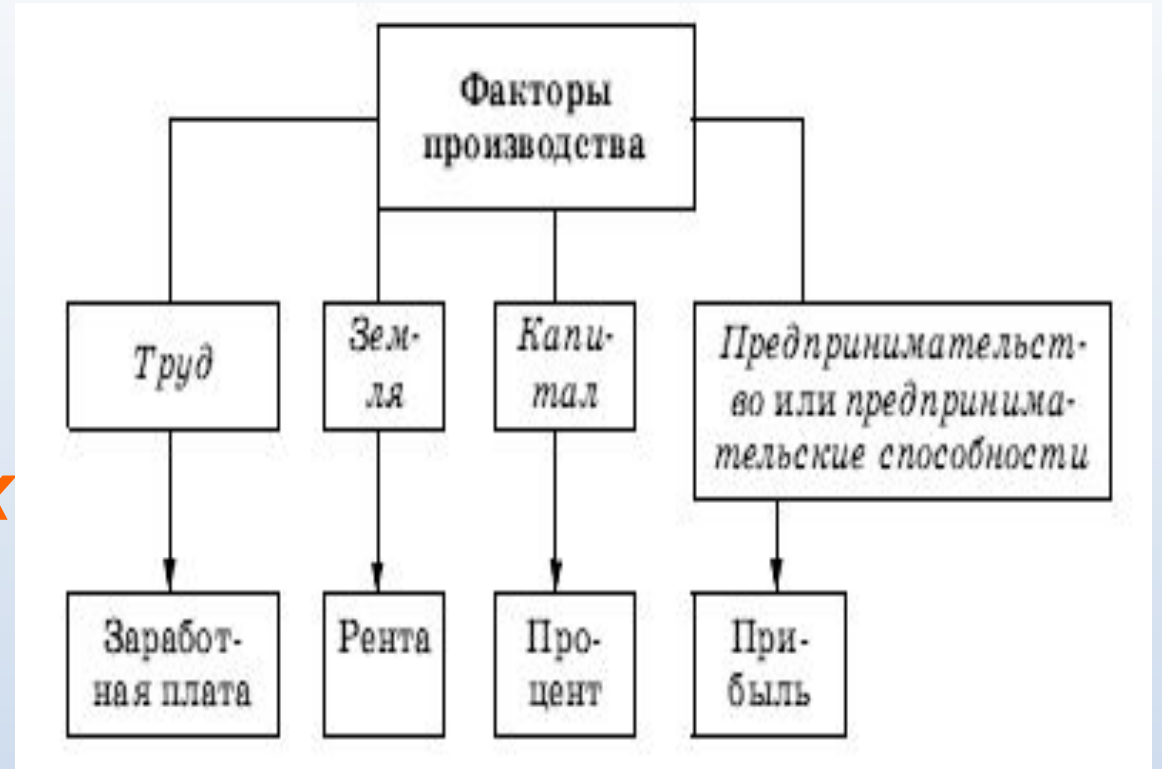 Факторы
производства
Труд
Зем-
ля
Капи-
тал
Предпринимательст-
во или предпринима-
тельские способности
к
Заработ-
ная плата
Рента
Про-
цент
При-
быль